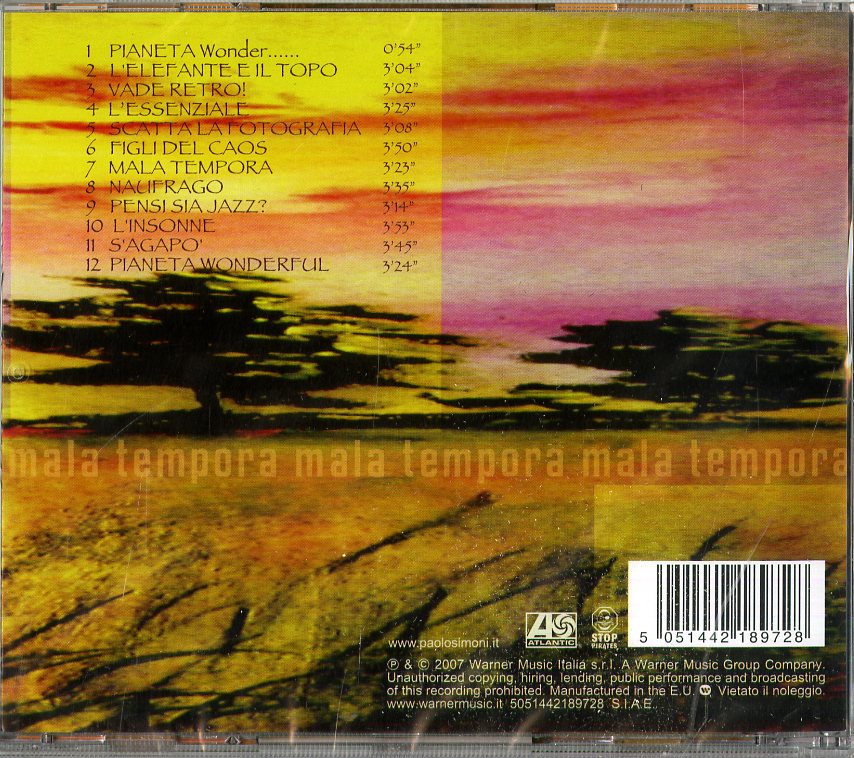 1 PIANETA Wonder...... 0'54"
2 L'ELEFANTE E IL TOPO 3'04"
3 VADE RETRO! 3'02"
4 L'ESSENZIALE 3'25"
5 SCATTA LA FOTOGRAFIA 3'08"
6 FIGLI DEL CAOS 3'50"
7 MALA TEMPORA 3'23"
8 NAUFRAGO 3'35"
9 PENSI SIA JAZZ? 3'14"
10 L'INSONNE 3'53"
11 S'AGAPO' 3'45"
12 PIANETA WONDERFUL 3'24"
mala tempora mala tempora mala tempora
www.paolosimoni.it
ATLANTIC
STOP
PIRATES
5 051442 189728
℗ & © 2007 Warner Music Italia s.r.l. A Warner Music Group Company.
Unauthorized copying, hiring, lending, public performance and broadcasting
of this recording prohibited. Manufactured in the E.U. Vietato il noleggio.
www.warnermusic.it 5051442189728 S.I.A.E.